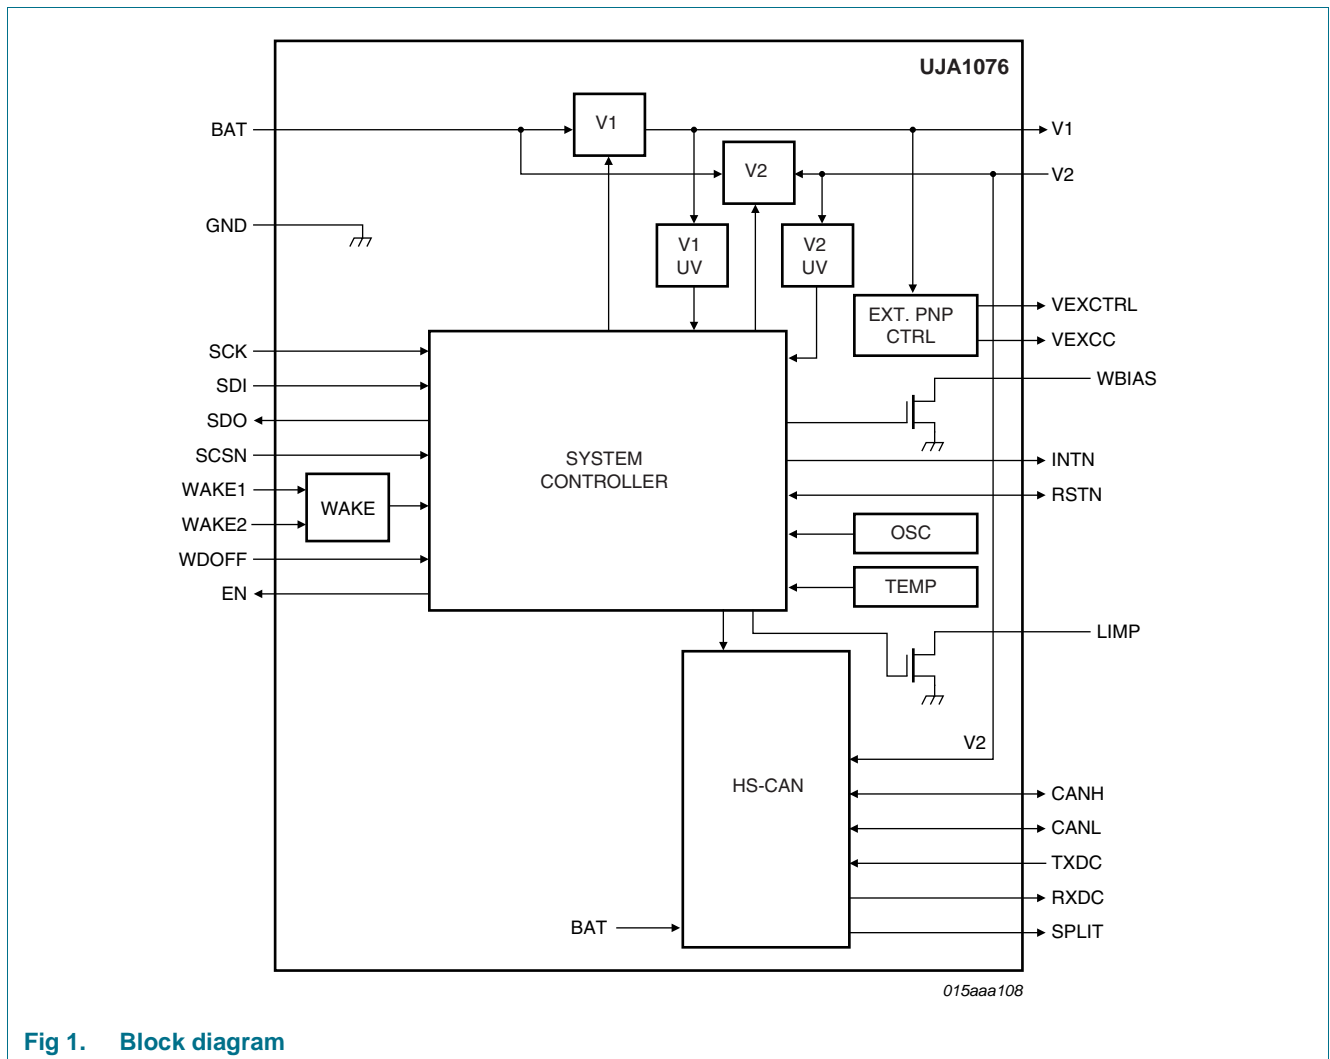 UJA1076
BAT
V1
V1
V2
V2
GND
V1
UV
V2
UV
EXT. PNP
CTRL
VEXCTRL
VEXCC
SCK
SDI
SDO
SCSN
WAKE1
WAKE2
WAKE
WDOFF
EN
SYSTEM
CONTROLLER
WBIAS
INTN
RSTN
OSC
TEMP
LIMP
V2
HS-CAN
CANH
CANL
TXDC
RXDC
SPLIT
BAT
015aaa108
Fig 1. Block diagram